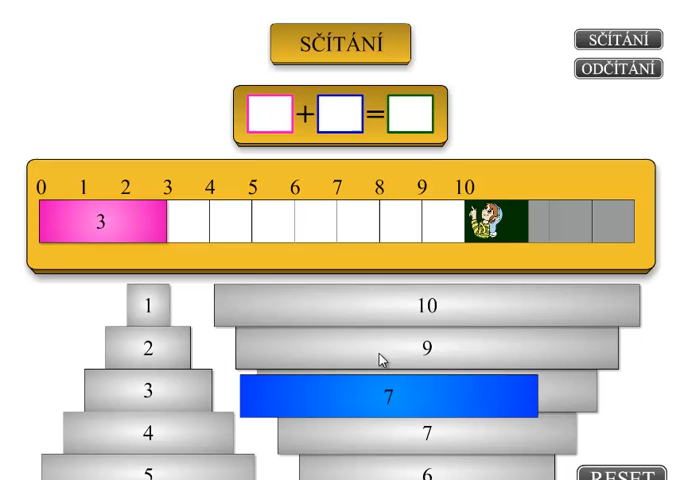 SČÍTÁNÍ
SČÍTÁNÍ
ODČÍTÁNÍ
+ =
0 1 2 3 4 5 6 7 8 9 10
3
1 10
2 9
3 7
4 7
5 6
RESET